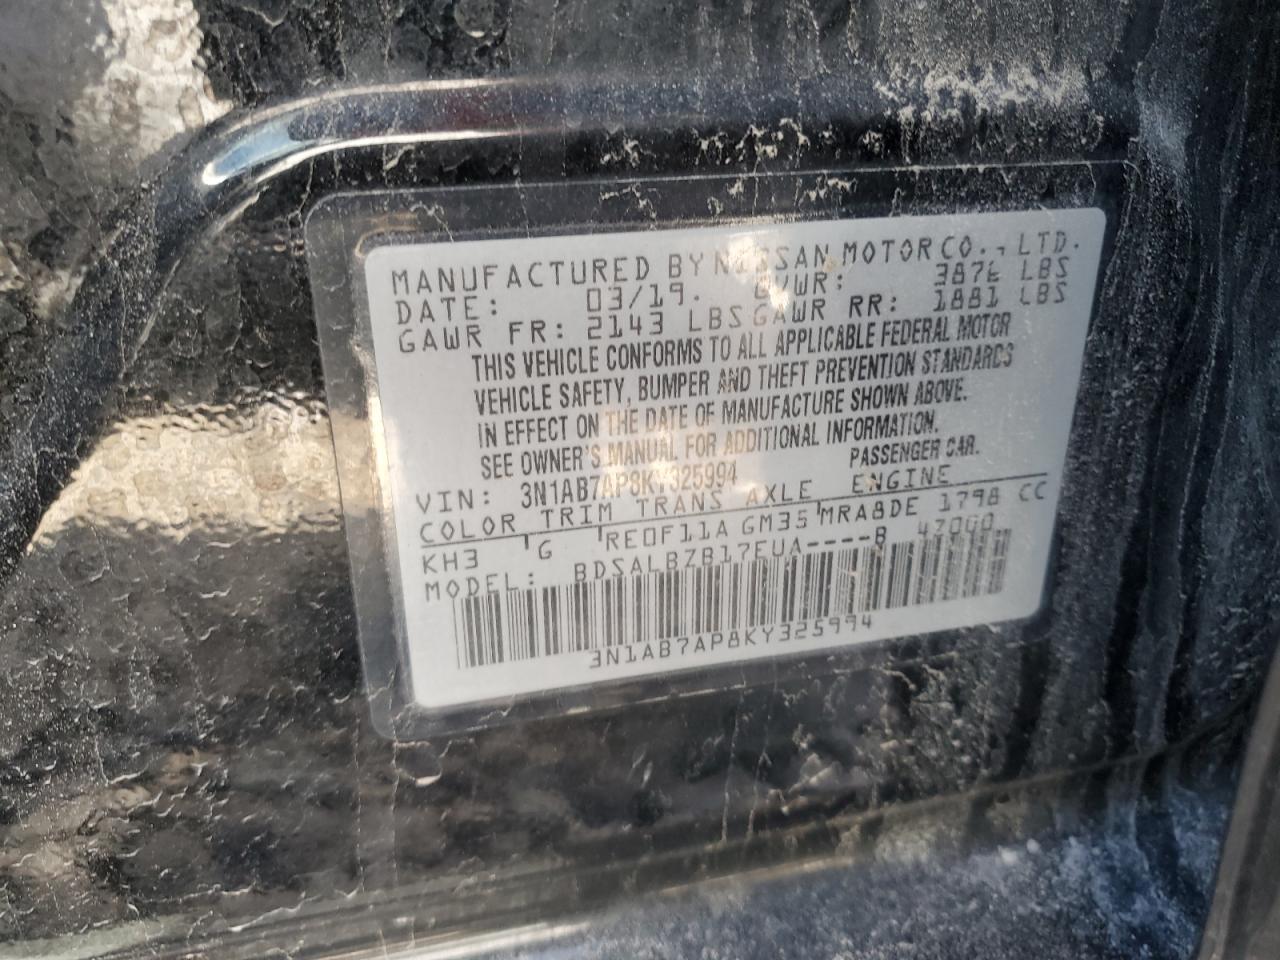 MANUFACTURED BY NISSAN MOTOR CO., LTD.
DATE: 03/19. GVWR: 3876 LBS
GAWR FR: 2143 LBS GAWR RR: 1881 LBS
THIS VEHICLE CONFORMS TO ALL APPLICABLE FEDERAL MOTOR
VEHICLE SAFETY, BUMPER AND THEFT PREVENTION STANDARDS
IN EFFECT ON THE DATE OF MANUFACTURE SHOWN ABOVE.
SEE OWNER'S MANUAL FOR ADDITIONAL INFORMATION.
VIN: 3N1AB7AP8KY325994 PASSENGER CAR.
COLOR TRIM TRANS AXLE ENGINE
KH3 G RE0F11A GM35 MRA8DE 1798 CC
MODEL: BDSALBZB17EUA----B 47000
3N1AB7AP8KY325994